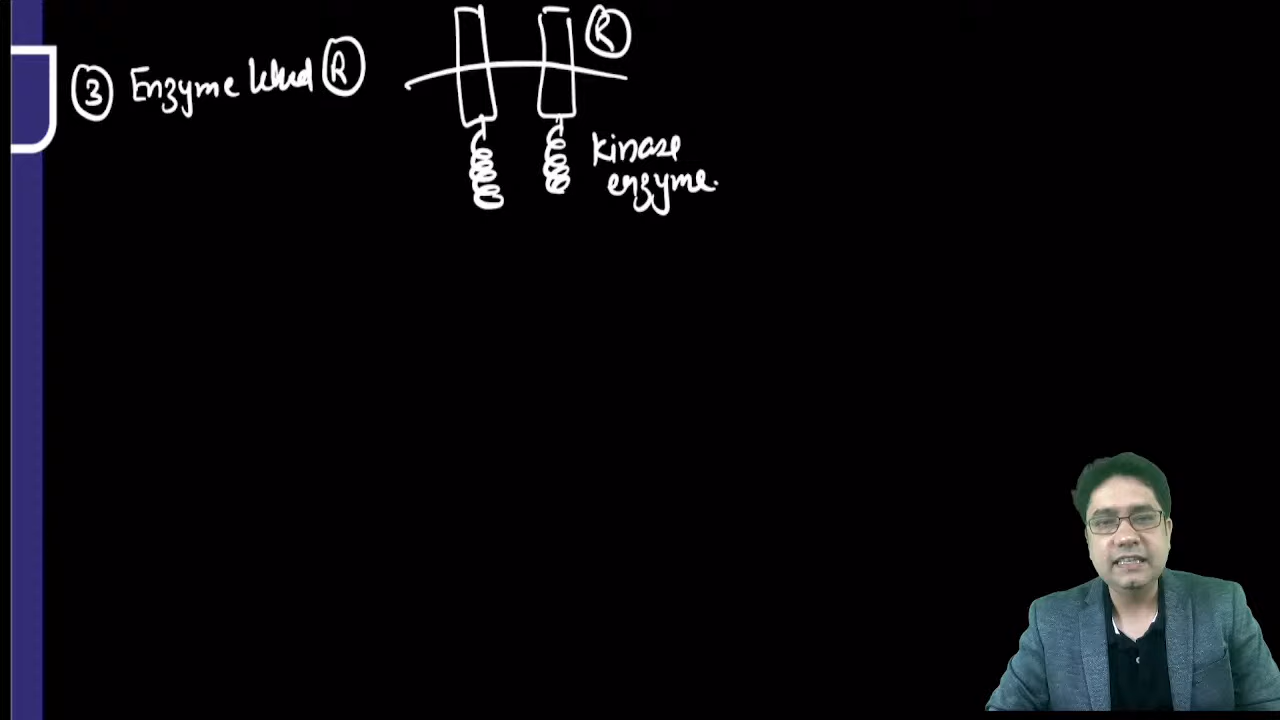 ③ Enzyme linked Ⓡ
Ⓡ
kinase
enzyme.